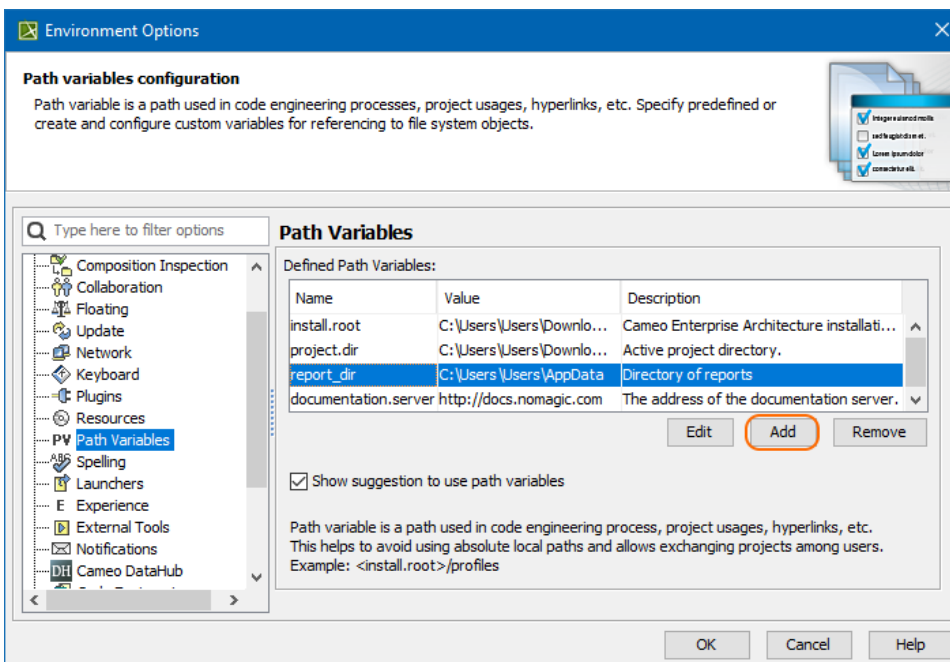 Environment Options
Path variables configuration
Path variable is a path used in code engineering processes, project usages, hyperlinks, etc. Specify predefined or
create and configure custom variables for referencing to file system objects.
Lorem ipsum dolor
Type here to filter options
Composition Inspection
Collaboration
Floating
Update
Network
Keyboard
Plugins
Resources
PV Path Variables
ABC Spelling
Launchers
E Experience
External Tools
Notifications
DH Cameo DataHub
Path Variables
Defined Path Variables:
Name Value Description
install.root C:\Users\Users\Downlo... Cameo Enterprise Architecture installati...
project.dir C:\Users\Users\Downlo... Active project directory.
report_dir C:\Users\Users\AppData Directory of reports
documentation.server http://docs.nomagic.com The address of the documentation server.
Edit Add Remove
Show suggestion to use path variables
Path variable is a path used in code engineering process, project usages, hyperlinks, etc.
This helps to avoid using absolute local paths and allows exchanging projects among users.
Example: <install.root>/profiles
OK Cancel Help